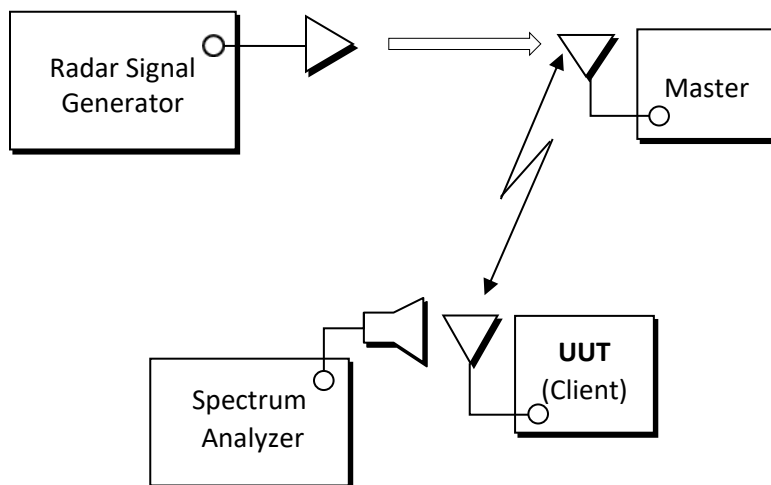 Radar Signal
Generator
Master
UUT
(Client)
Spectrum
Analyzer